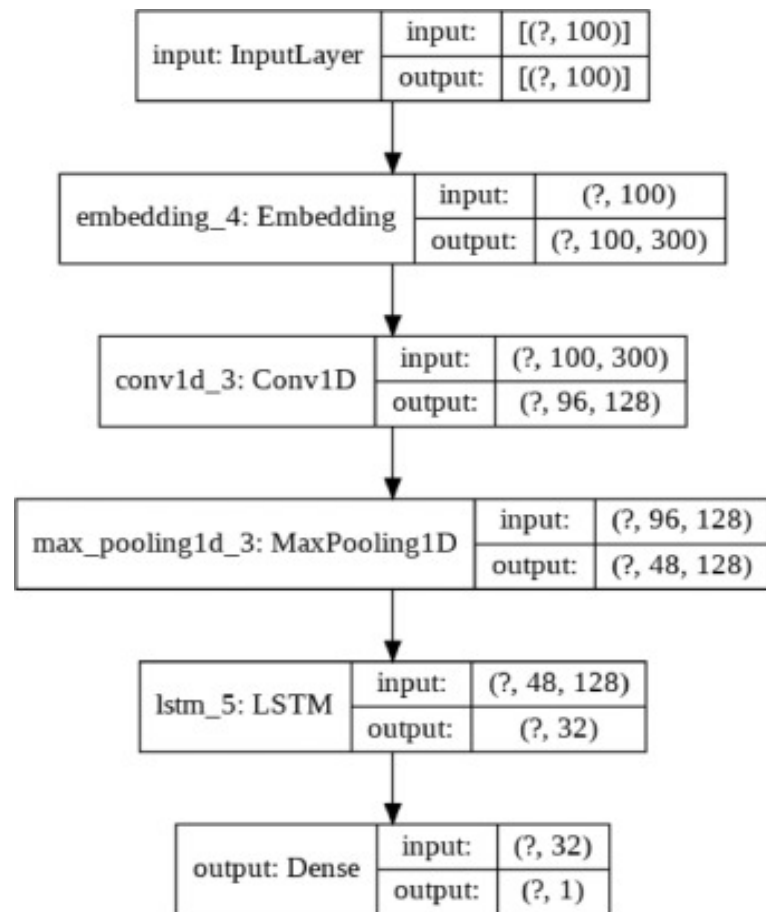 input: InputLayer
input: [(?, 100)]
output: [(?, 100)]
embedding_4: Embedding
input: (?, 100)
output: (?, 100, 300)
conv1d_3: Conv1D
input: (?, 100, 300)
output: (?, 96, 128)
max_pooling1d_3: MaxPooling1D
input: (?, 96, 128)
output: (?, 48, 128)
lstm_5: LSTM
input: (?, 48, 128)
output: (?, 32)
output: Dense
input: (?, 32)
output: (?, 1)